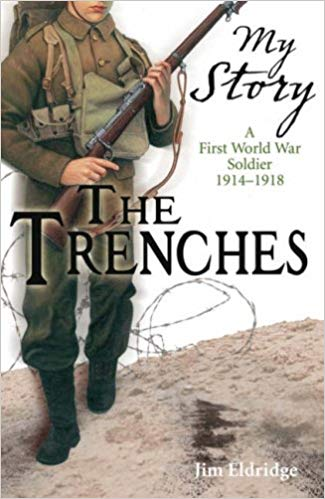 My
Story
A
First World War
Soldier
1914–1918
THE
TRENCHES
Jim Eldridge